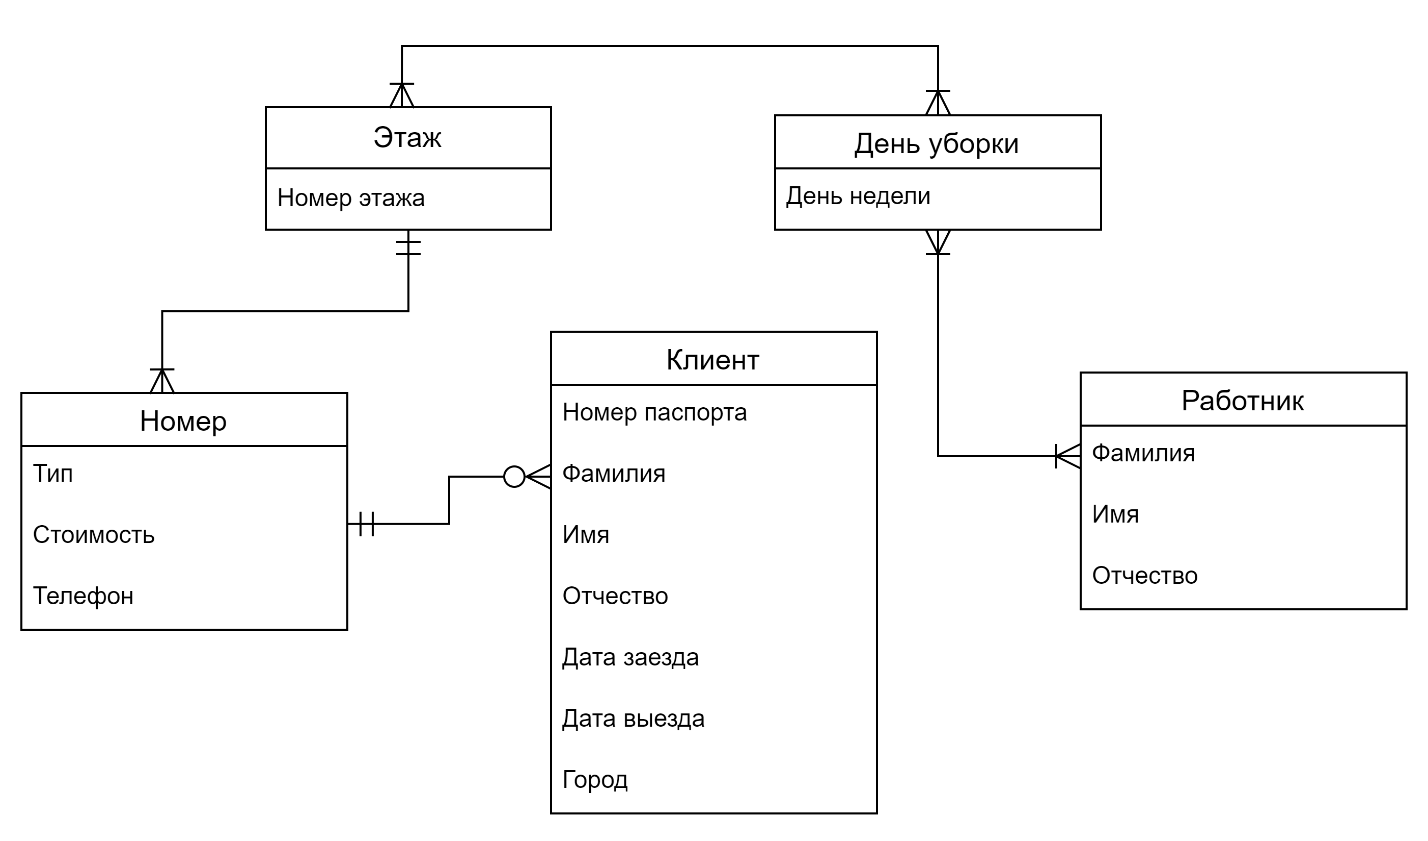 Этаж
Номер этажа
День уборки
День недели
Номер
Тип
Стоимость
Телефон
Клиент
Номер паспорта
Фамилия
Имя
Отчество
Дата заезда
Дата выезда
Город
Работник
Фамилия
Имя
Отчество